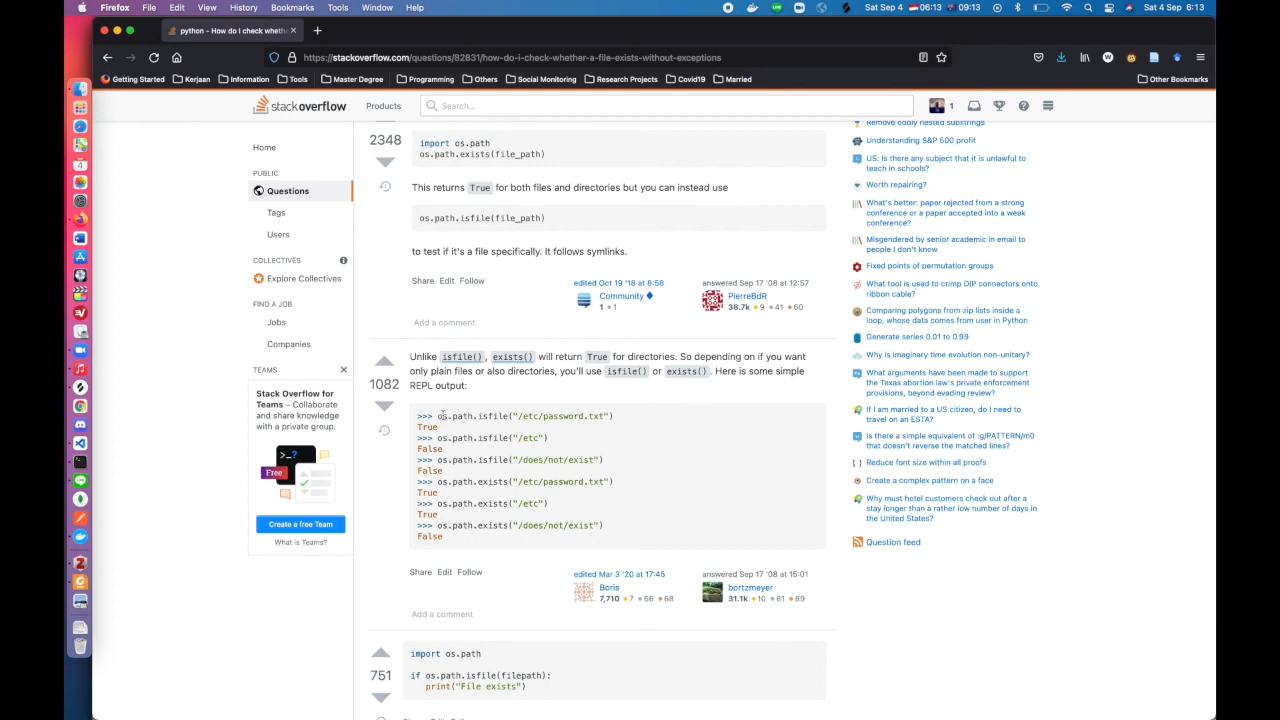 Firefox File Edit View History Bookmarks Tools Window Help
Sat 4 Sep 06:13 09:13 Sat 4 Sep 6:13
python - How do I check wheth
https://stackoverflow.com/questions/82831/how-do-i-check-whether-a-file-exists-without-exceptions
Getting Started Kerjaan Information Tools Master Degree Programming Others Social Monitoring Research Projects Covid19 Married Other Bookmarks
stackoverflow Products Search... 1
Home
PUBLIC
Questions
Tags
Users
COLLECTIVES
Explore Collectives
FIND A JOB
Jobs
Companies
TEAMS
Stack Overflow for
Teams – Collaborate
and share knowledge
with a private group.
>_?
Free
Create a free Team
What is Teams?
2348
import os.path
os.path.exists(file_path)
This returns True for both files and directories but you can instead use
os.path.isfile(file_path)
to test if it's a file specifically. It follows symlinks.
Share Edit Follow
edited Oct 19 '18 at 8:58
Community
1 1
answered Sep 17 '08 at 12:57
PierreBdR
38.7k 9 41 60
Add a comment
1082
Unlike isfile(), exists() will return True for directories. So depending on if you want
only plain files or also directories, you'll use isfile() or exists(). Here is some simple
REPL output:
>>> os.path.isfile("/etc/password.txt")
True
>>> os.path.isfile("/etc")
False
>>> os.path.isfile("/does/not/exist")
False
>>> os.path.exists("/etc/password.txt")
True
>>> os.path.exists("/etc")
True
>>> os.path.exists("/does/not/exist")
False
Share Edit Follow
edited Mar 3 '20 at 17:45
Boris
7,710 7 66 68
answered Sep 17 '08 at 15:01
bortzmeyer
31.1k 10 61 89
Add a comment
751
import os.path
if os.path.isfile(filepath):
print("File exists")
Remove oddly nested substrings
Understanding S&P 500 profit
US: Is there any subject that it is unlawful to
teach in schools?
Worth repairing?
What's better: paper rejected from a strong
conference or a paper accepted into a weak
conference?
Misgendered by senior academic in email to
people I don't know
Fixed points of permutation groups
What tool is used to crimp DIP connectors onto
ribbon cable?
Comparing polygons from zip lists inside a
loop, whose data comes from user in Python
Generate series 0.01 to 0.99
Why is imaginary time evolution non-unitary?
What arguments have been made to support
the Texas abortion law's private enforcement
provisions, beyond evading review?
If I am married to a US citizen, do I need to
travel on an ESTA?
Is there a simple equivalent of :g/PATTERN/m0
that doesn't reverse the matched lines?
Reduce font size within all proofs
Create a complex pattern on a face
Why must hotel customers check out after a
stay longer than a rather low number of days in
the United States?
Question feed